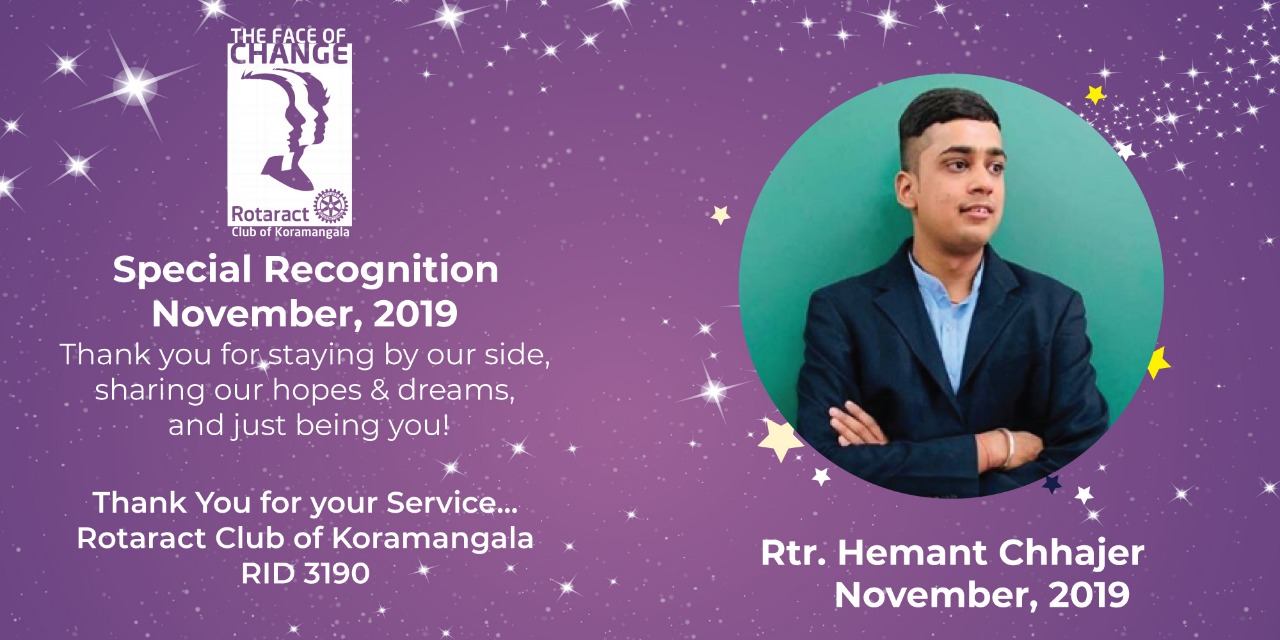 THE FACE OF
CHANGE
Rotaract
Club of Koramangala
Special Recognition
November, 2019
Thank you for staying by our side,
sharing our hopes & dreams,
and just being you!
Thank You for your Service...
Rotaract Club of Koramangala
RID 3190
Rtr. Hemant Chhajer
November, 2019